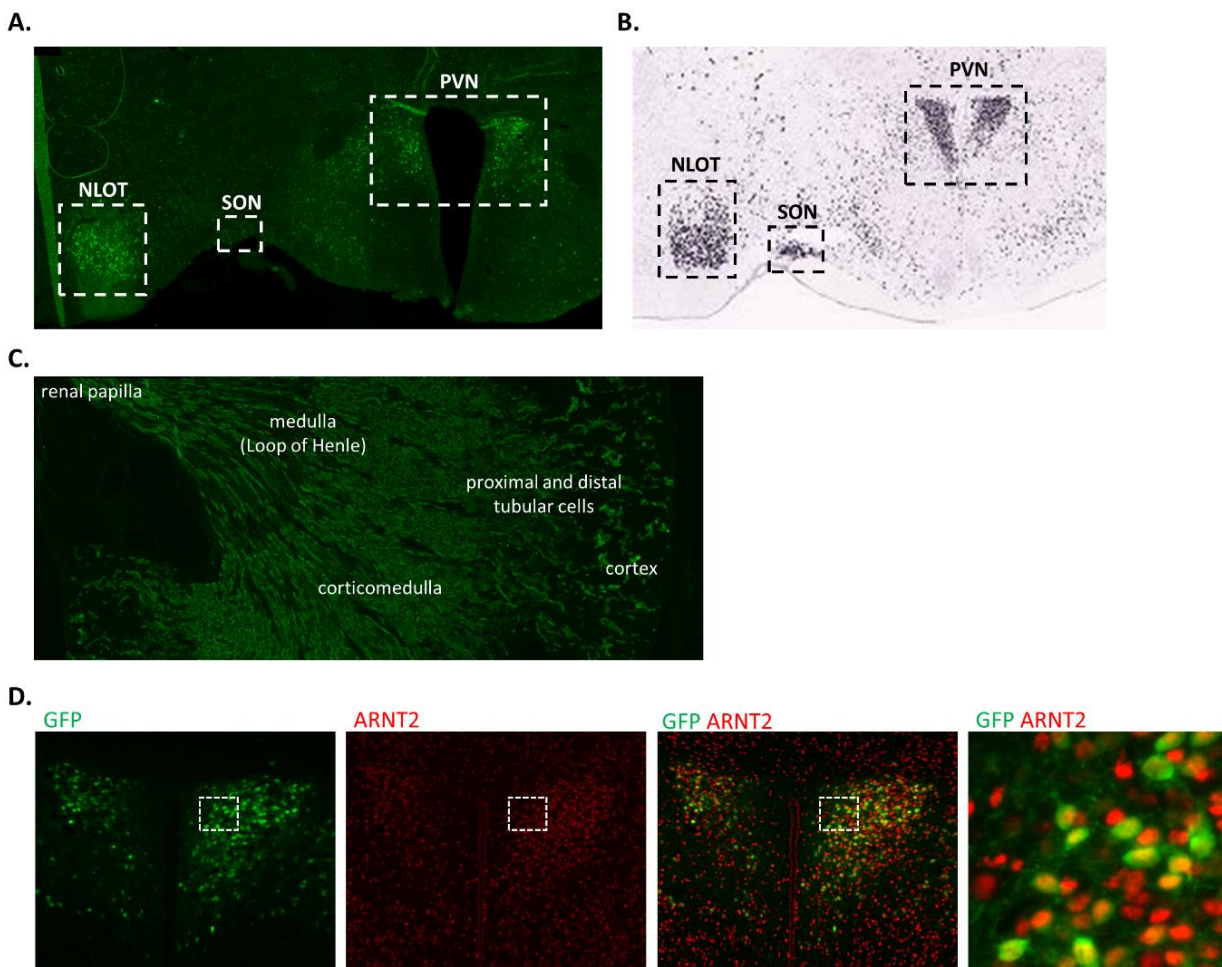 A.
PVN
SON
NLOT
B.
PVN
NLOT
SON
C.
renal papilla
medulla
(Loop of Henle)
proximal and distal
tubular cells
cortex
corticomedulla
D.
GFP
ARNT2
GFP ARNT2
GFP ARNT2